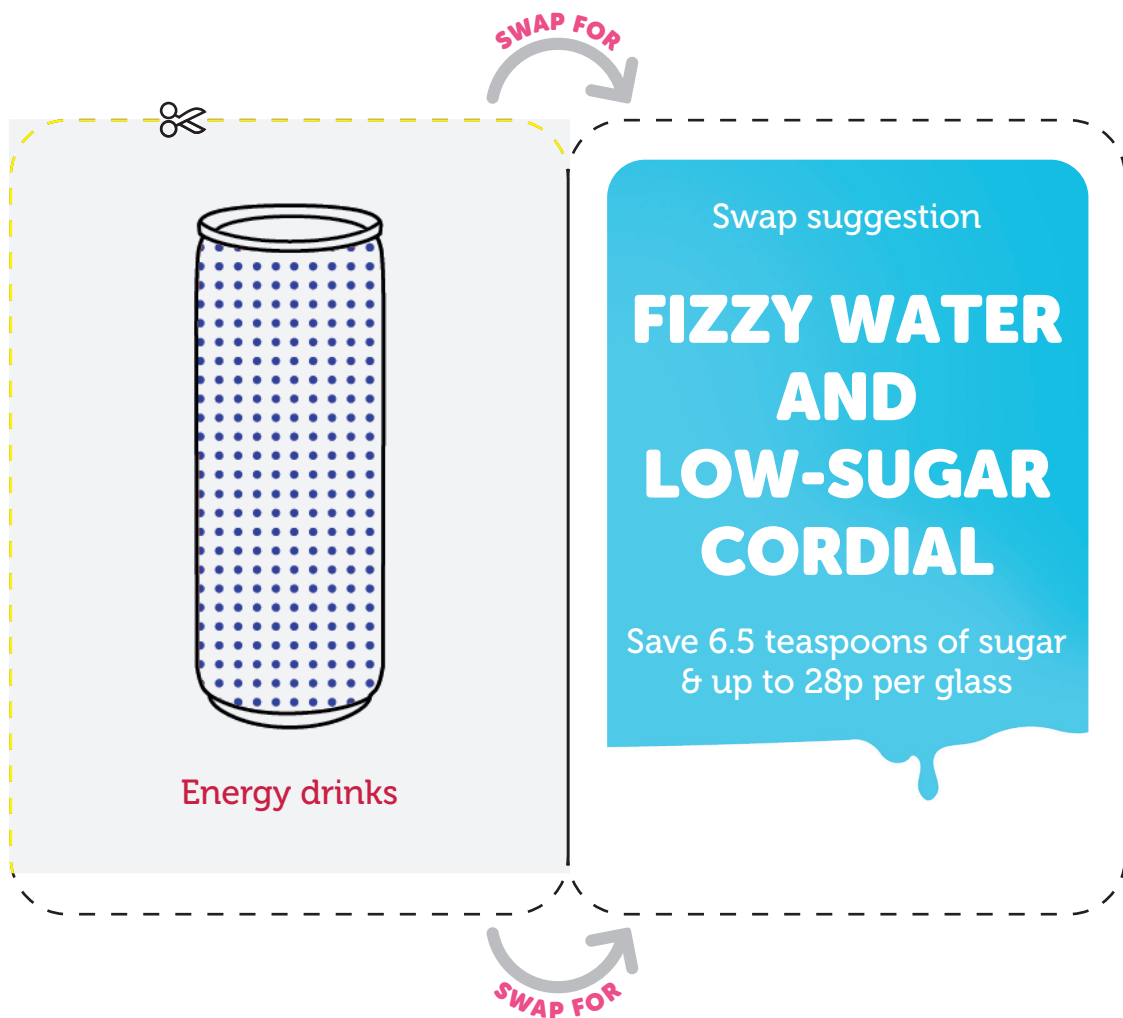 SWAP FOR
Swap suggestion
FIZZY WATER
AND
LOW-SUGAR
CORDIAL
Save 6.5 teaspoons of sugar
& up to 28p per glass
Energy drinks
SWAP FOR